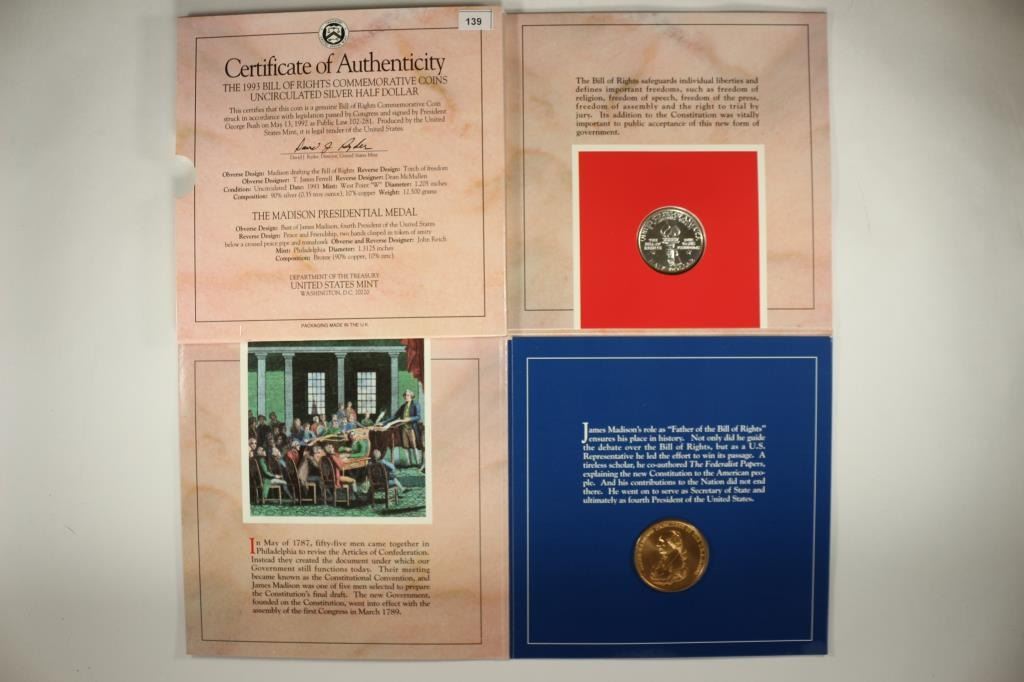 139
Certificate of Authenticity
THE 1993 BILL OF RIGHTS COMMEMORATIVE COINS
UNCIRCULATED SILVER HALF DOLLAR
This certifies that this coin is a genuine Bill of Rights Commemorative Coin
struck in accordance with legislation passed by Congress and signed by President
George Bush on May 13, 1992 as Public Law 102-281. Produced by the United
States Mint, it is legal tender of the United States.
David J. Ryder, Director, United States Mint
Obverse Design: Madison drafting the Bill of Rights Reverse Design: Torch of freedom
Obverse Designer: T. James Ferrell Reverse Designer: Dean McMullen
Condition: Uncirculated Date: 1993 Mint: West Point "W" Diameter: 1.205 inches
Composition: 90% silver (0.35 troy ounce), 10% copper Weight: 12.500 grams
THE MADISON PRESIDENTIAL MEDAL
Obverse Design: Bust of James Madison, fourth President of the United States
Reverse Design: Peace and Friendship, two hands clasped in token of amity
below a crossed peace pipe and tomahawk Obverse and Reverse Designer: John Reich
Mint: Philadelphia Diameter: 1.3125 inches
Composition: Bronze (90% copper, 10% zinc)
DEPARTMENT OF THE TREASURY
UNITED STATES MINT
WASHINGTON, D.C. 20220
PACKAGING MADE IN THE U.K.
The Bill of Rights safeguards individual liberties and
defines important freedoms, such as freedom of
religion, freedom of speech, freedom of the press,
freedom of assembly and the right to trial by
jury. Its addition to the Constitution was vitally
important to public acceptance of this new form of
government.
UNITED STATES OF AMERICA
THE
BILL OF
RIGHTS
HALF DOLLAR
In May of 1787, fifty-five men came together in
Philadelphia to revise the Articles of Confederation.
Instead they created the document under which our
Government still functions today. Their meeting
became known as the Constitutional Convention, and
James Madison was one of five men selected to prepare
the Constitution's final draft. The new Government,
founded on the Constitution, went into effect with the
assembly of the first Congress in March 1789.
James Madison's role as "Father of the Bill of Rights"
ensures his place in history. Not only did he guide
the debate over the Bill of Rights, but as a U.S.
Representative he led the effort to win its passage. A
tireless scholar, he co-authored The Federalist Papers,
explaining the new Constitution to the American peo-
ple. And his contributions to the Nation did not end
there. He went on to serve as Secretary of State and
ultimately as fourth President of the United States.